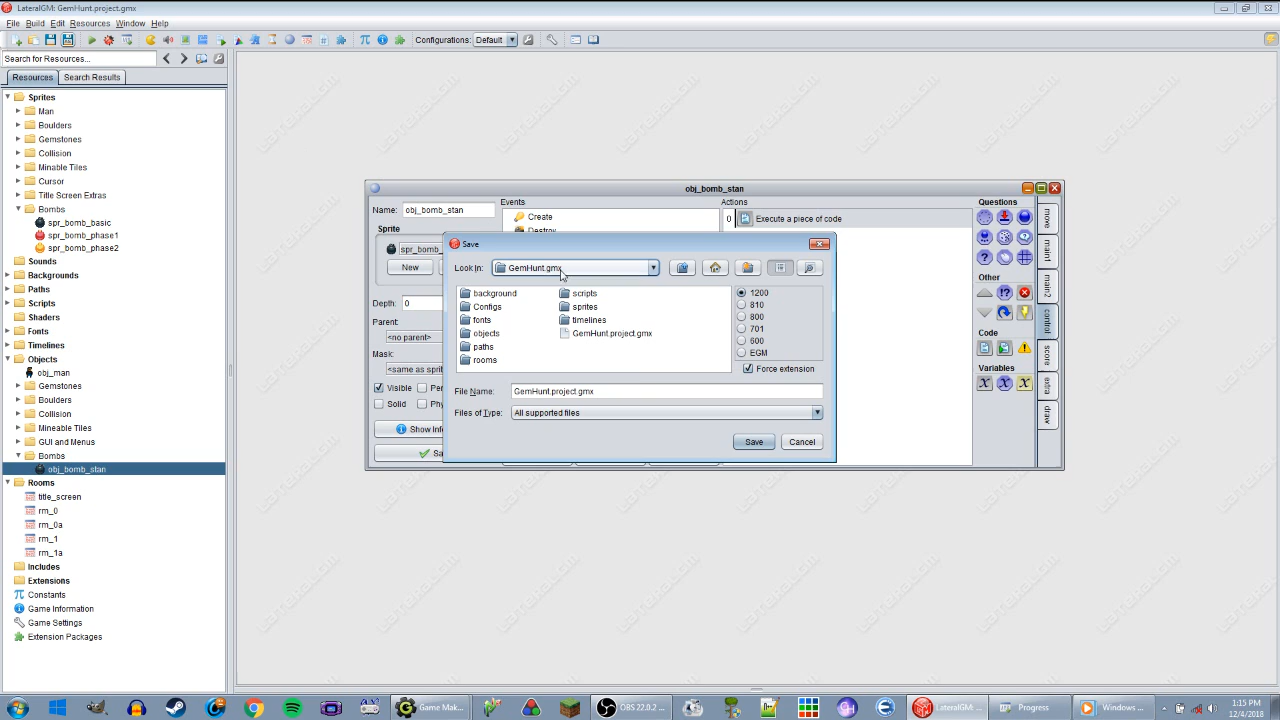 LateralGM: GemHunt.project.gmx
File Build Edit Resources Window Help
Configurations: Default
Search for Resources...
Resources Search Results
Sprites
Man
Boulders
Gemstones
Collision
Minable Tiles
Cursor
Title Screen Extras
Bombs
spr_bomb_basic
spr_bomb_phase1
spr_bomb_phase2
Sounds
Backgrounds
Paths
Scripts
Shaders
Fonts
Timelines
Objects
obj_man
Gemstones
Boulders
Collision
Mineable Tiles
GUI and Menus
Bombs
obj_bomb_stan
Rooms
title_screen
rm_0
rm_0a
rm_1
rm_1a
Includes
Extensions
Constants
Game Information
Game Settings
Extension Packages
obj_bomb_stan
Name: obj_bomb_stan
Sprite
spr_bomb_
New
Depth: 0
Parent:
<no parent>
Mask:
<same as sprit
Visible Per
Solid Phy
Show Info
Sa
Events
Create
Destroy
Actions
0 Execute a piece of code
Questions
Other
Code
Variables
move
main1
main2
control
score
extra
draw
Save
Look In: GemHunt.gmx
background
Configs
fonts
objects
paths
rooms
scripts
sprites
timelines
GemHunt.project.gmx
1200
810
800
701
600
EGM
Force extension
File Name: GemHunt.project.gmx
Files of Type: All supported files
Save Cancel
LATERALGM
Game Mak... OBS 22.0.2 ... LateralGM:... Progress Windows ...
1:15 PM
12/4/2018